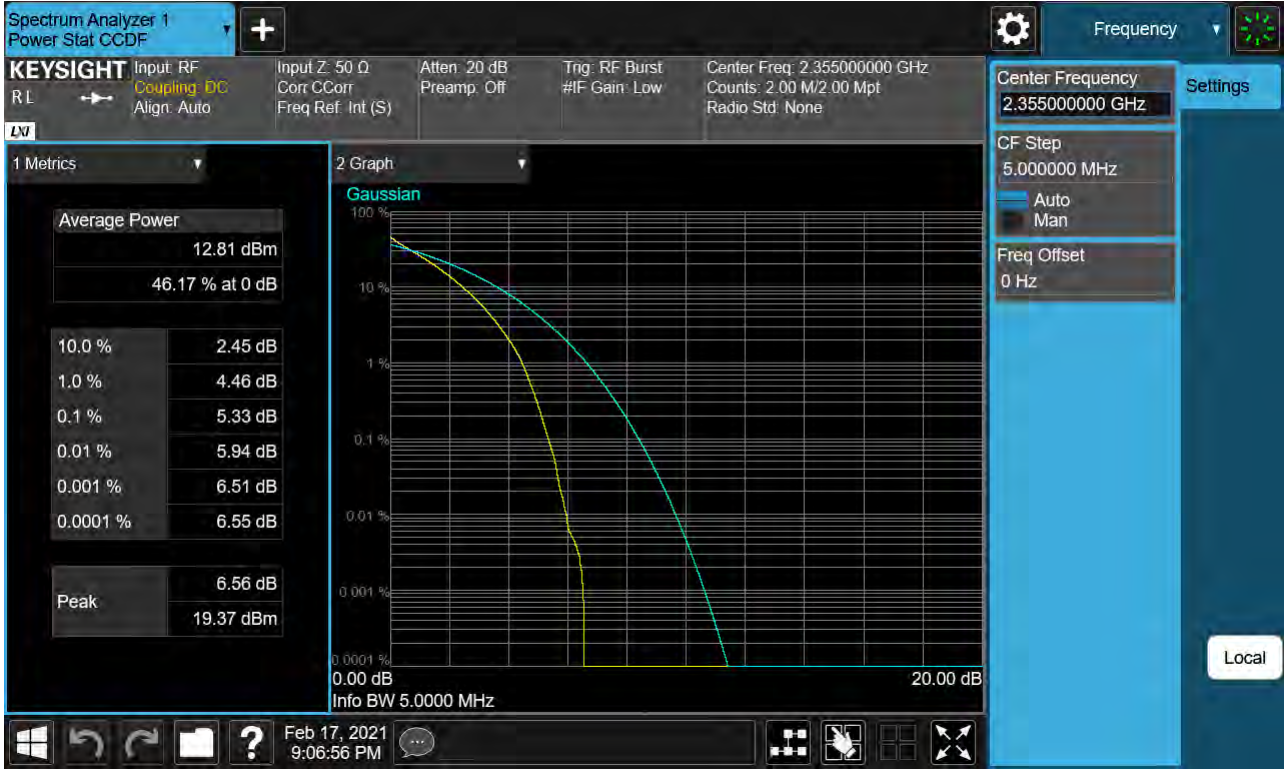 Spectrum Analyzer 1
Power Stat CCDF
Frequency
KEYSIGHT
Input: RF
Coupling: DC
Align: Auto
Input Z: 50 Ω
Corr CCorr
Freq Ref: Int (S)
Atten: 20 dB
Preamp: Off
Trig: RF Burst
#IF Gain: Low
Center Freq: 2.355000000 GHz
Counts: 2.00 M/2.00 Mpt
Radio Std: None
R L
LXI
Center Frequency
2.355000000 GHz
Settings
CF Step
5.000000 MHz
Auto
Man
Freq Offset
0 Hz
1 Metrics
Average Power
12.81 dBm
46.17 % at 0 dB
10.0 % 2.45 dB
1.0 % 4.46 dB
0.1 % 5.33 dB
0.01 % 5.94 dB
0.001 % 6.51 dB
0.0001 % 6.55 dB
Peak
6.56 dB
19.37 dBm
2 Graph
Gaussian
100 %
10 %
1 %
0.1 %
0.01 %
0.001 %
0.0001 %
0.00 dB 20.00 dB
Info BW 5.0000 MHz
Local
?
Feb 17, 2021
9:06:56 PM